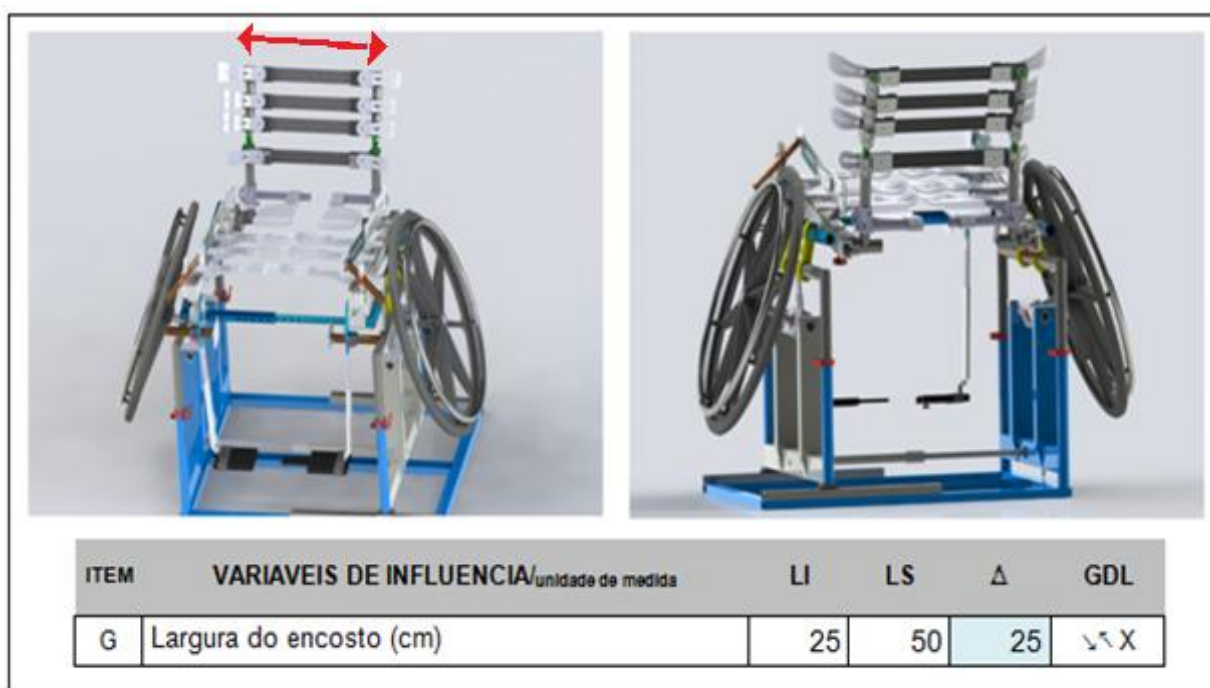 ITEM VARIAVEIS DE INFLUENCIA/unidade de medida LI LS Δ GDL
G Largura do encosto (cm) 25 50 25 ↘↖ X